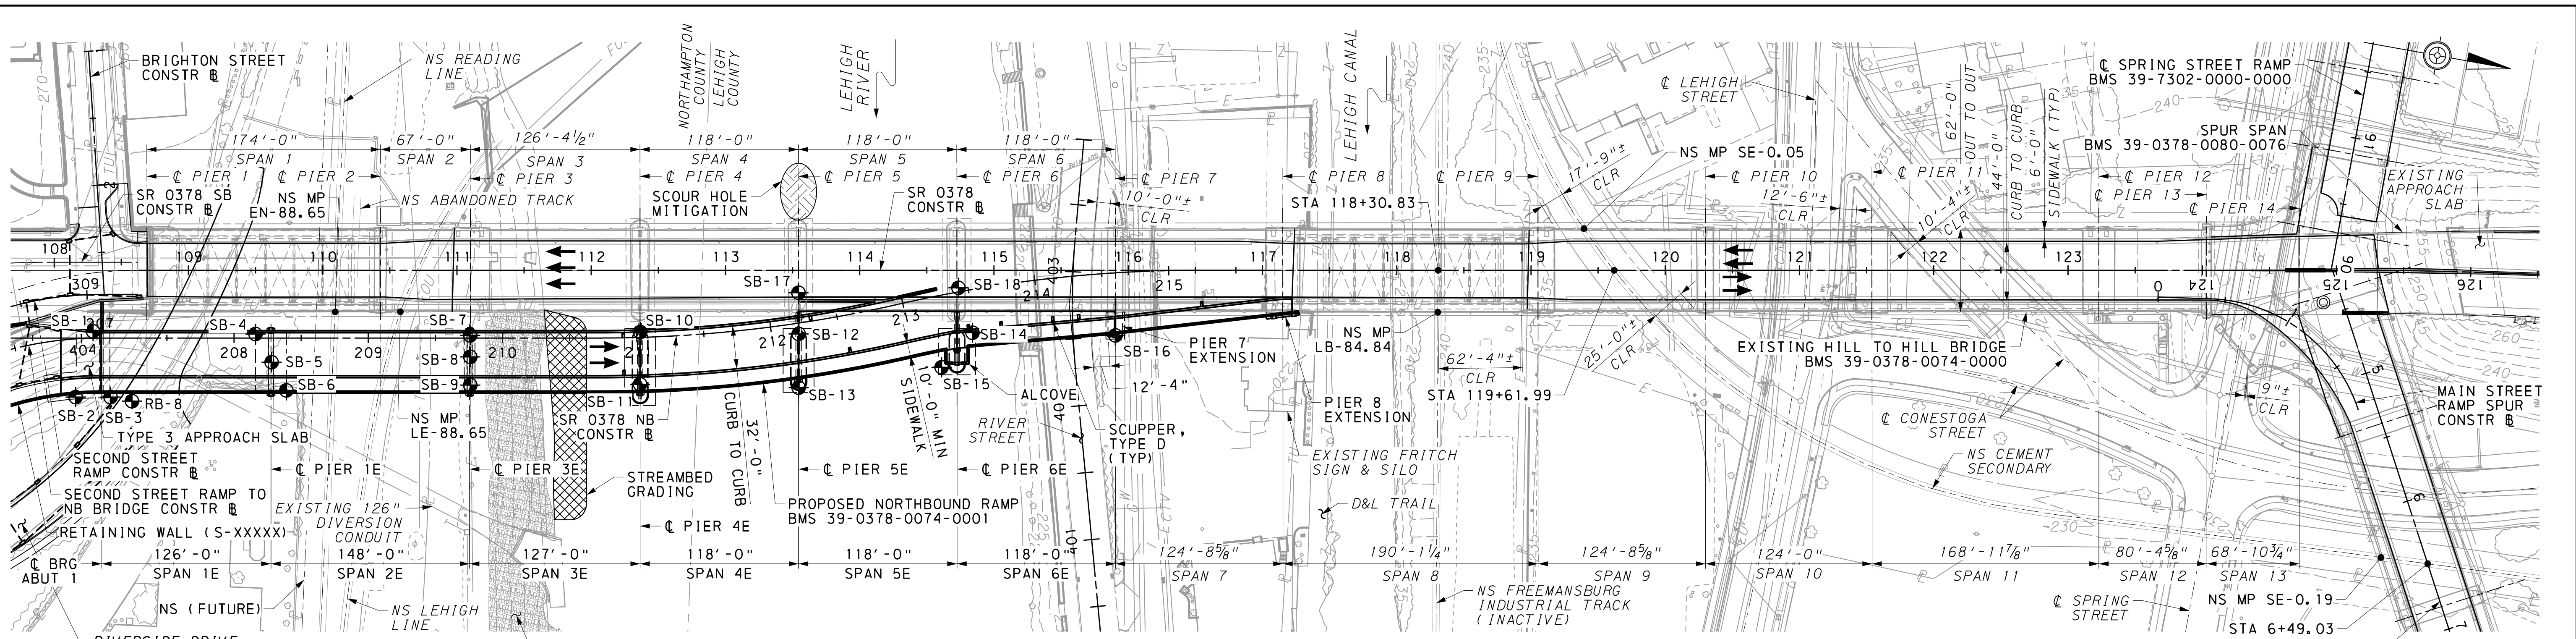 BRIGHTON STREET
CONSTR ℄
NS READING
LINE
NORTHAMPTON
COUNTY
LEHIGH
COUNTY
LEHIGH
RIVER
LEHIGH CANAL
℄ LEHIGH
STREET
℄ SPRING STREET RAMP
BMS 39-7302-0000-0000
SPUR SPAN
BMS 39-0378-0080-0076
EXISTING
APPROACH
SLAB
174'-0"
SPAN 1
67'-0"
SPAN 2
126'-4½"
SPAN 3
118'-0"
SPAN 4
118'-0"
SPAN 5
118'-0"
SPAN 6
℄ PIER 1
℄ PIER 2
℄ PIER 3
℄ PIER 4
℄ PIER 5
℄ PIER 6
℄ PIER 7
℄ PIER 8
℄ PIER 9
℄ PIER 10
℄ PIER 11
℄ PIER 12
℄ PIER 13
℄ PIER 14
SR 0378 SB
CONSTR ℄
NS MP
EN-88.65
NS ABANDONED TRACK
SCOUR HOLE
MITIGATION
SR 0378
CONSTR ℄
10'-0"±
CLR
STA 118+30.83
17'-9"±
CLR
NS MP SE-0.05
12'-6"±
CLR
10'-4"±
CLR
62'-0"
OUT TO OUT
44'-0"
CURB TO CURB
6'-0"
SIDEWALK (TYP)
108
109
110
111
112
113
114
115
116
117
118
119
120
121
122
123
124
125
126
309
404
207
208
209
210
212
213
214
215
403
401
0
5
6
7
90
91
SB-1
SB-2
SB-3
RB-8
SB-4
SB-5
SB-6
SB-7
SB-8
SB-9
SB-10
SB-11
SB-12
SB-13
SB-14
SB-15
SB-16
SB-17
SB-18
TYPE 3 APPROACH SLAB
SECOND STREET
RAMP CONSTR ℄
SECOND STREET RAMP TO
NB BRIDGE CONSTR ℄
RETAINING WALL (S-XXXXX)
℄ BRG
ABUT 1
EXISTING 126"
DIVERSION
CONDUIT
NS MP
LE-88.65
SR 0378 NB
CONSTR ℄
32'-0"
CURB TO CURB
10'-0" MIN
SIDEWALK
ALCOVE
RIVER
STREET
12'-4"
SCUPPER,
TYPE D
(TYP)
PIER 7
EXTENSION
PIER 8
EXTENSION
EXISTING FRITCH
SIGN & SILO
D&L TRAIL
NS MP
LB-84.84
62'-4"±
CLR
25'-0"±
CLR
STA 119+61.99
EXISTING HILL TO HILL BRIDGE
BMS 39-0378-0074-0000
℄ CONESTOGA
STREET
NS CEMENT
SECONDARY
9"±
CLR
MAIN STREET
RAMP SPUR
CONSTR ℄
℄ PIER 1E
℄ PIER 3E
℄ PIER 4E
℄ PIER 5E
℄ PIER 6E
STREAMBED
GRADING
PROPOSED NORTHBOUND RAMP
BMS 39-0378-0074-0001
126'-0"
SPAN 1E
148'-0"
SPAN 2E
127'-0"
SPAN 3E
118'-0"
SPAN 4E
118'-0"
SPAN 5E
118'-0"
SPAN 6E
124'-8⅝"
SPAN 7
190'-1¼"
SPAN 8
124'-8⅝"
SPAN 9
124'-0"
SPAN 10
168'-11⅞"
SPAN 11
80'-4⅝"
SPAN 12
68'-10¾"
SPAN 13
NS (FUTURE)
NS LEHIGH
LINE
NS FREEMANSBURG
INDUSTRIAL TRACK
(INACTIVE)
℄ SPRING
STREET
NS MP SE-0.19
STA 6+49.03
RIVERSIDE DRIVE